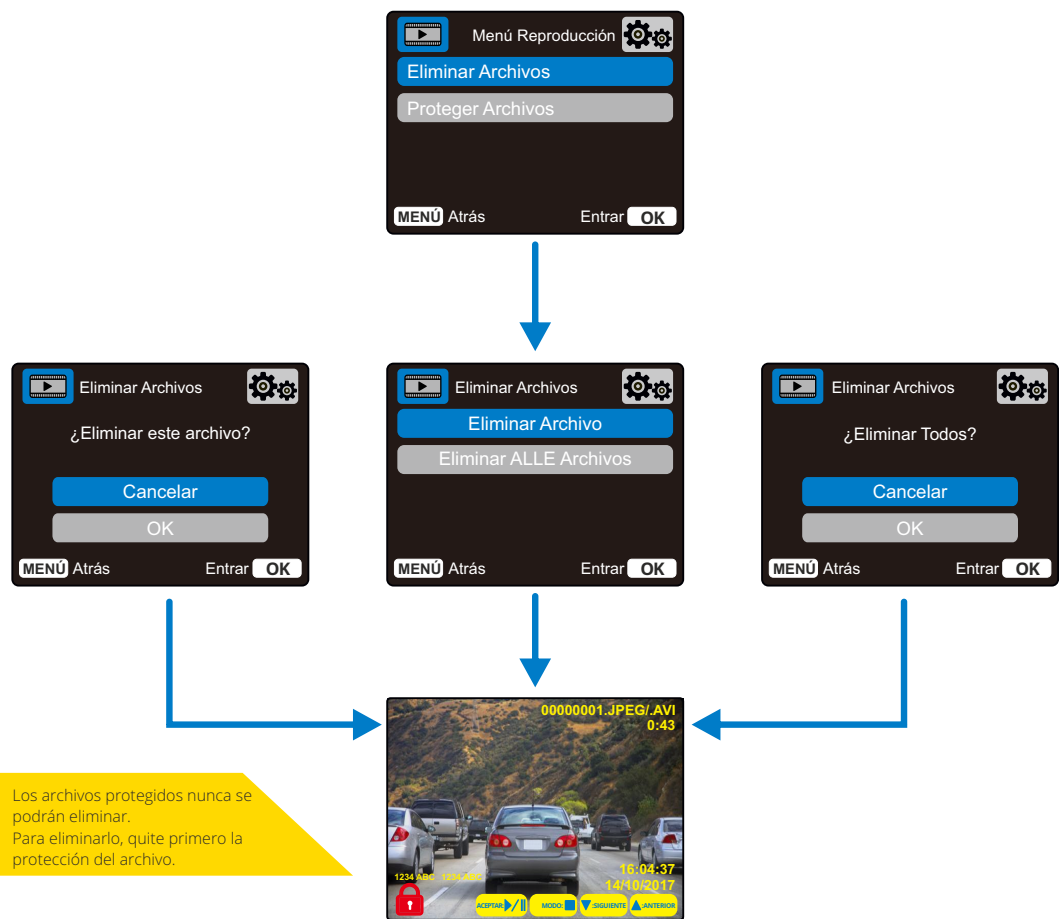 Menú Reproducción
Eliminar Archivos
Proteger Archivos
MENÚ Atrás Entrar OK
Eliminar Archivos
¿Eliminar este archivo?
Cancelar
OK
MENÚ Atrás Entrar OK
Eliminar Archivos
Eliminar Archivo
Eliminar ALLE Archivos
MENÚ Atrás Entrar OK
Eliminar Archivos
¿Eliminar Todos?
Cancelar
OK
MENÚ Atrás Entrar OK
00000001.JPEG/.AVI
0:43
1234 ABC 1234 ABC
16:04:37
14/10/2017
ACEPTAR: MODO: :SIGUIENTE :ANTERIOR
Los archivos protegidos nunca se
podrán eliminar.
Para eliminarlo, quite primero la
protección del archivo.